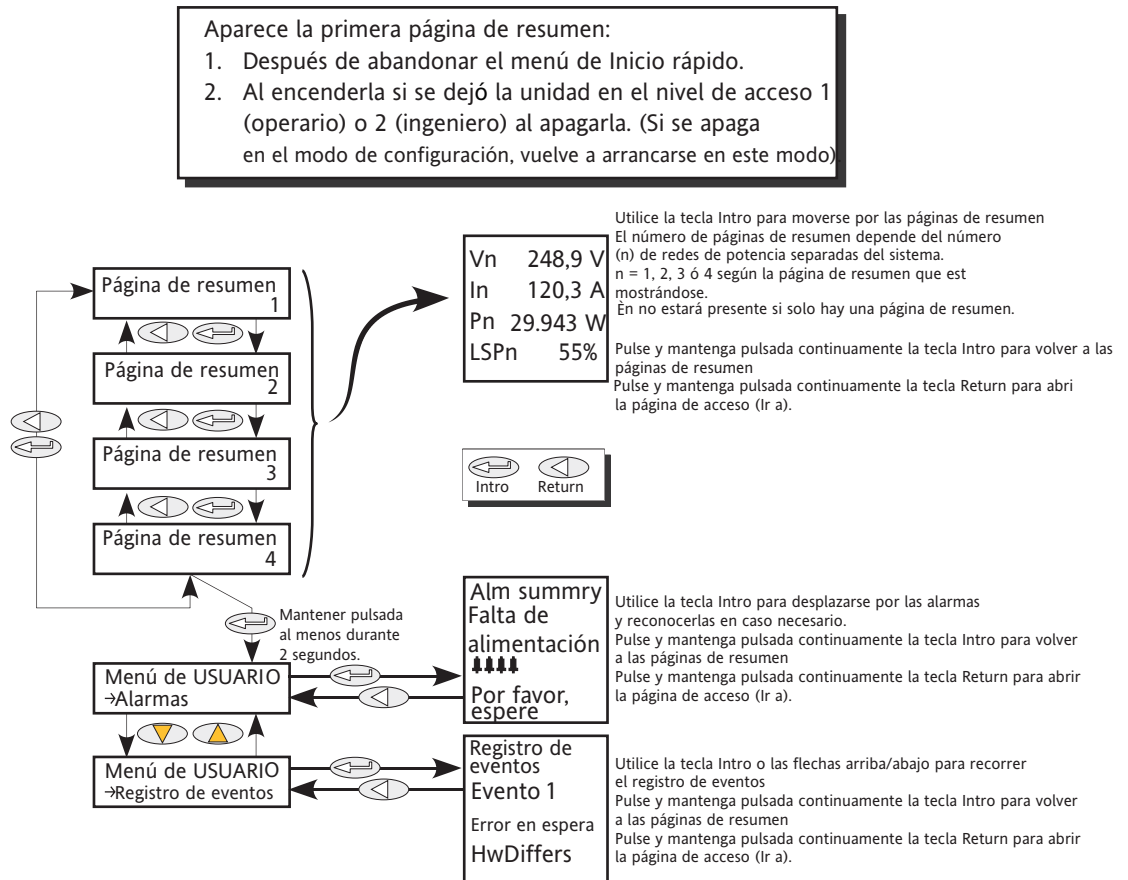 Aparece la primera página de resumen:
1. Después de abandonar el menú de Inicio rápido.
2. Al encenderla si se dejó la unidad en el nivel de acceso 1
(operario) o 2 (ingeniero) al apagarla. (Si se apaga
en el modo de configuración, vuelve a arrancarse en este modo)
Página de resumen
1
Página de resumen
2
Página de resumen
3
Página de resumen
4
Vn 248,9 V
In 120,3 A
Pn 29.943 W
LSPn 55%
Utilice la tecla Intro para moverse por las páginas de resumen
El número de páginas de resumen depende del número
(n) de redes de potencia separadas del sistema.
n = 1, 2, 3 ó 4 según la página de resumen que est
mostrándose.
Èn no estará presente si solo hay una página de resumen.
Pulse y mantenga pulsada continuamente la tecla Intro para volver a las
páginas de resumen
Pulse y mantenga pulsada continuamente la tecla Return para abri
la página de acceso (Ir a).
Intro Return
Mantener pulsada
al menos durante
2 segundos.
Menú de USUARIO
→Alarmas
Alm summry
Falta de
alimentación
Por favor,
espere
Utilice la tecla Intro para desplazarse por las alarmas
y reconocerlas en caso necesario.
Pulse y mantenga pulsada continuamente la tecla Intro para volver
a las páginas de resumen
Pulse y mantenga pulsada continuamente la tecla Return para abrir
la página de acceso (Ir a).
Menú de USUARIO
→Registro de eventos
Registro de
eventos
Evento 1
Error en espera
HwDiffers
Utilice la tecla Intro o las flechas arriba/abajo para recorrer
el registro de eventos
Pulse y mantenga pulsada continuamente la tecla Intro para volver
a las páginas de resumen
Pulse y mantenga pulsada continuamente la tecla Return para abrir
la página de acceso (Ir a).